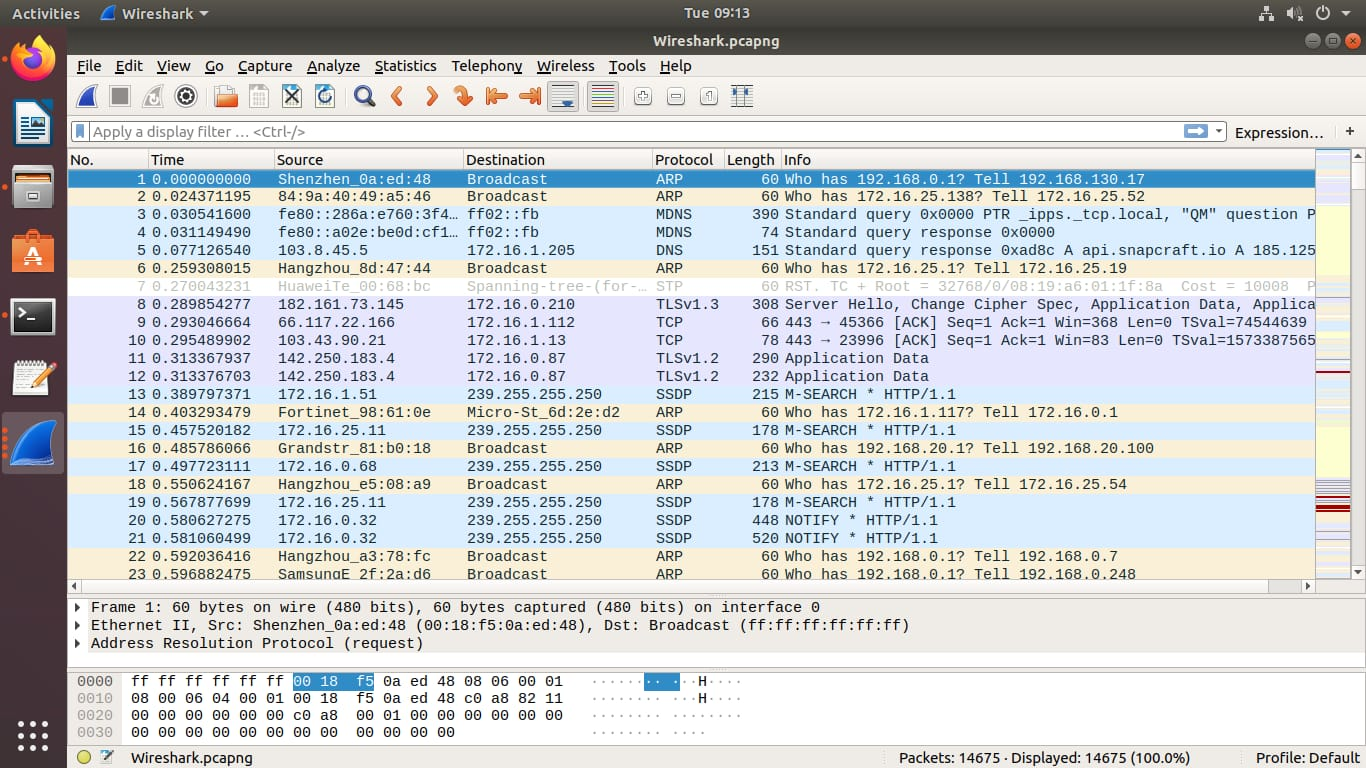 Activities Wireshark Tue 09:13
Wireshark.pcapng
File Edit View Go Capture Analyze Statistics Telephony Wireless Tools Help
Apply a display filter … <Ctrl-/> Expression… +
No. Time Source Destination Protocol Length Info
1 0.000000000 Shenzhen_0a:ed:48 Broadcast ARP 60 Who has 192.168.0.1? Tell 192.168.130.17
2 0.024371195 84:9a:40:49:a5:46 Broadcast ARP 60 Who has 172.16.25.138? Tell 172.16.25.52
3 0.030541600 fe80::286a:e760:3f4… ff02::fb MDNS 390 Standard query 0x0000 PTR _ipps._tcp.local, "QM" question P
4 0.031149490 fe80::a02e:be0d:cf1… ff02::fb MDNS 74 Standard query response 0x0000
5 0.077126540 103.8.45.5 172.16.1.205 DNS 151 Standard query response 0xad8c A api.snapcraft.io A 185.125
6 0.259308015 Hangzhou_8d:47:44 Broadcast ARP 60 Who has 172.16.25.1? Tell 172.16.25.19
7 0.270043231 HuaweiTe_00:68:bc Spanning-tree-(for-… STP 60 RST. TC + Root = 32768/0/08:19:a6:01:1f:8a Cost = 10008 P
8 0.289854277 182.161.73.145 172.16.0.210 TLSv1.3 308 Server Hello, Change Cipher Spec, Application Data, Applica
9 0.293046664 66.117.22.166 172.16.1.112 TCP 66 443 → 45366 [ACK] Seq=1 Ack=1 Win=368 Len=0 TSval=74544639
10 0.295489902 103.43.90.21 172.16.1.13 TCP 78 443 → 23996 [ACK] Seq=1 Ack=1 Win=83 Len=0 TSval=1573387565
11 0.313367937 142.250.183.4 172.16.0.87 TLSv1.2 290 Application Data
12 0.313376703 142.250.183.4 172.16.0.87 TLSv1.2 232 Application Data
13 0.389797371 172.16.1.51 239.255.255.250 SSDP 215 M-SEARCH * HTTP/1.1
14 0.403293479 Fortinet_98:61:0e Micro-St_6d:2e:d2 ARP 60 Who has 172.16.1.117? Tell 172.16.0.1
15 0.457520182 172.16.25.11 239.255.255.250 SSDP 178 M-SEARCH * HTTP/1.1
16 0.485786066 Grandstr_81:b0:18 Broadcast ARP 60 Who has 192.168.20.1? Tell 192.168.20.100
17 0.497723111 172.16.0.68 239.255.255.250 SSDP 213 M-SEARCH * HTTP/1.1
18 0.550624167 Hangzhou_e5:08:a9 Broadcast ARP 60 Who has 172.16.25.1? Tell 172.16.25.54
19 0.567877699 172.16.25.11 239.255.255.250 SSDP 178 M-SEARCH * HTTP/1.1
20 0.580627275 172.16.0.32 239.255.255.250 SSDP 448 NOTIFY * HTTP/1.1
21 0.581060499 172.16.0.32 239.255.255.250 SSDP 520 NOTIFY * HTTP/1.1
22 0.592036416 Hangzhou_a3:78:fc Broadcast ARP 60 Who has 192.168.0.1? Tell 192.168.0.7
23 0.596882475 SamsungE_2f:2a:d6 Broadcast ARP 60 Who has 192.168.0.1? Tell 192.168.0.248
Frame 1: 60 bytes on wire (480 bits), 60 bytes captured (480 bits) on interface 0
Ethernet II, Src: Shenzhen_0a:ed:48 (00:18:f5:0a:ed:48), Dst: Broadcast (ff:ff:ff:ff:ff:ff)
Address Resolution Protocol (request)
0000 ff ff ff ff ff ff 00 18 f5 0a ed 48 08 06 00 01 ········ ···H····
0010 08 00 06 04 00 01 00 18 f5 0a ed 48 c0 a8 82 11 ········ ···H····
0020 00 00 00 00 00 00 c0 a8 00 01 00 00 00 00 00 00 ········ ········
0030 00 00 00 00 00 00 00 00 00 00 00 00 ········ ····
Wireshark.pcapng Packets: 14675 · Displayed: 14675 (100.0%) Profile: Default